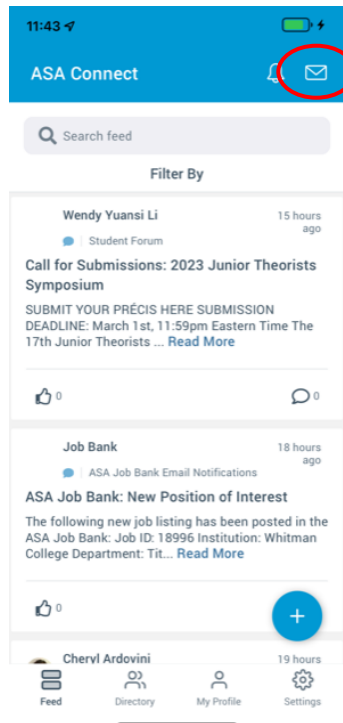 11:43
ASA Connect
Search feed
Filter By
Wendy Yuansi Li
15 hours
ago
Student Forum
Call for Submissions: 2023 Junior Theorists
Symposium
SUBMIT YOUR PRÉCIS HERE SUBMISSION
DEADLINE: March 1st, 11:59pm Eastern Time The
17th Junior Theorists ... Read More
0
0
Job Bank
18 hours
ago
ASA Job Bank Email Notifications
ASA Job Bank: New Position of Interest
The following new job listing has been posted in the
ASA Job Bank: Job ID: 18996 Institution: Whitman
College Department: Tit... Read More
0
Cheryl Ardovini
19 hours
Feed
Directory
My Profile
Settings